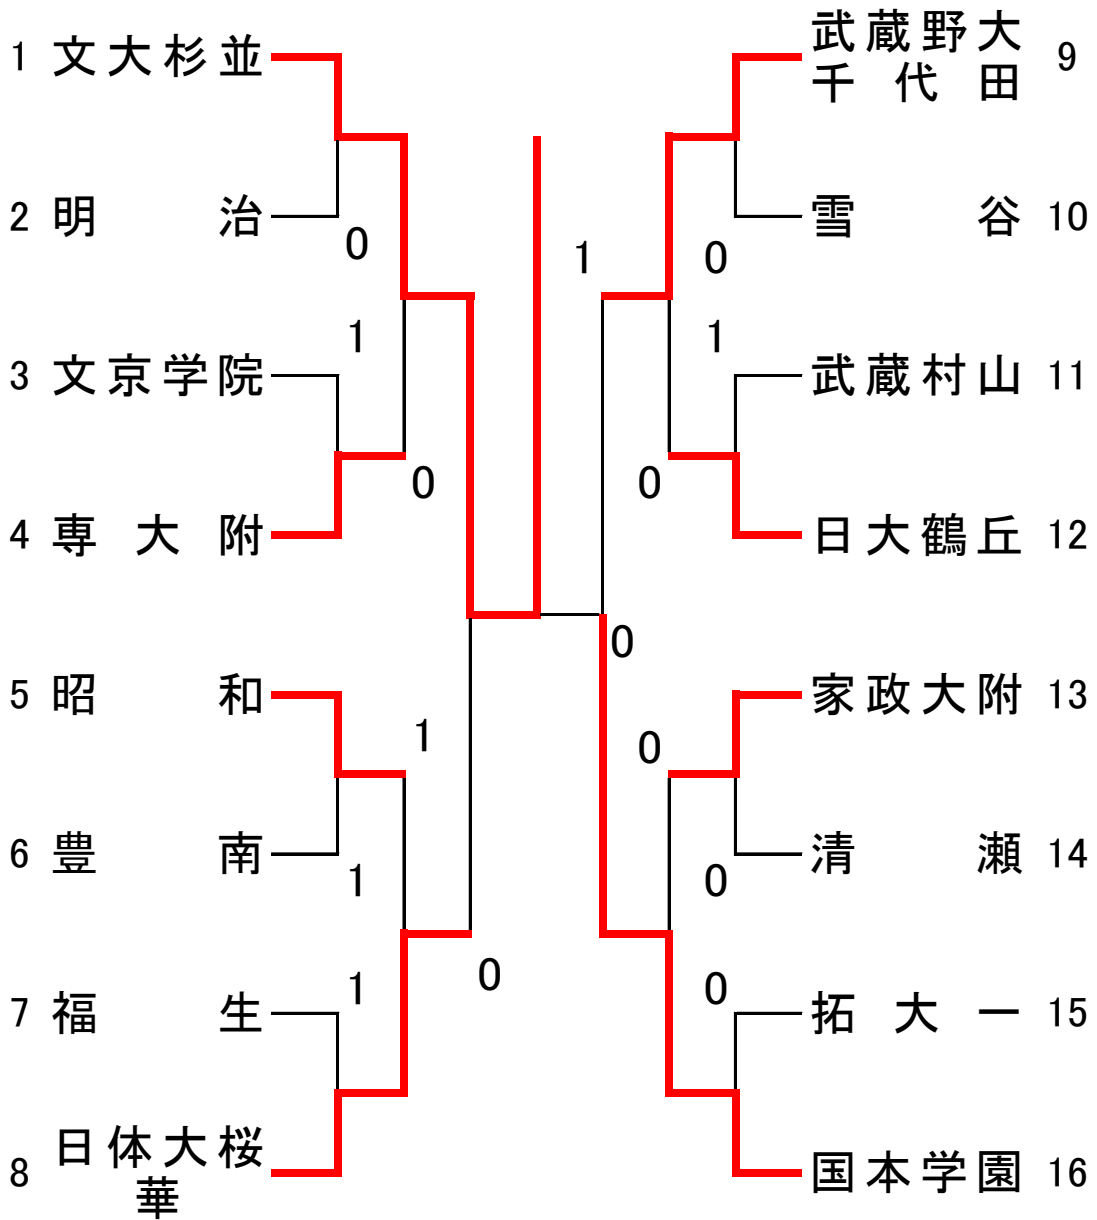 1 文大杉並
2 明治
0
1
3 文京学院
0
4 専大附
5 昭和
1
6 豊南
1
1
7 福生
0
8 日体大桜
華
武蔵野大
千代田 9
雪谷 10
1
0
1
武蔵村山 11
0
日大鶴丘 12
0
家政大附 13
0
清瀬 14
0
0
拓大一 15
国本学園 16